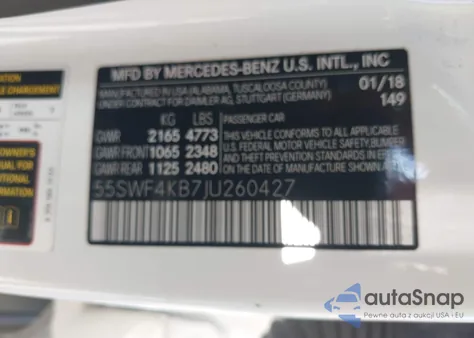 MFD BY MERCEDES-BENZ U.S. INTL., INC
PRODUCED IN USA (ALABAMA, TUSCALOOSA COUNTY) 01/18
UNDER CONTRACT FOR DAIMLER AG, STUTTGART (GERMANY) 149
KG LBS PASSENGER CAR
GVWR 2165 4773 THIS VEHICLE CONFORMS TO ALL APPLICABLE
GAWR FRONT 1065 2348 U.S. FEDERAL MOTOR VEHICLE SAFETY, BUMPER,
GAWR REAR 1125 2480 AND THEFT PREVENTION STANDARDS IN EFFECT
ON THE DATE OF MANUFACTURE SHOWN ABOVE.
55SWF4KB7JU260427
OWNER'S
MANUAL
autoSnap
Pewne auta z aukcji USA i EU